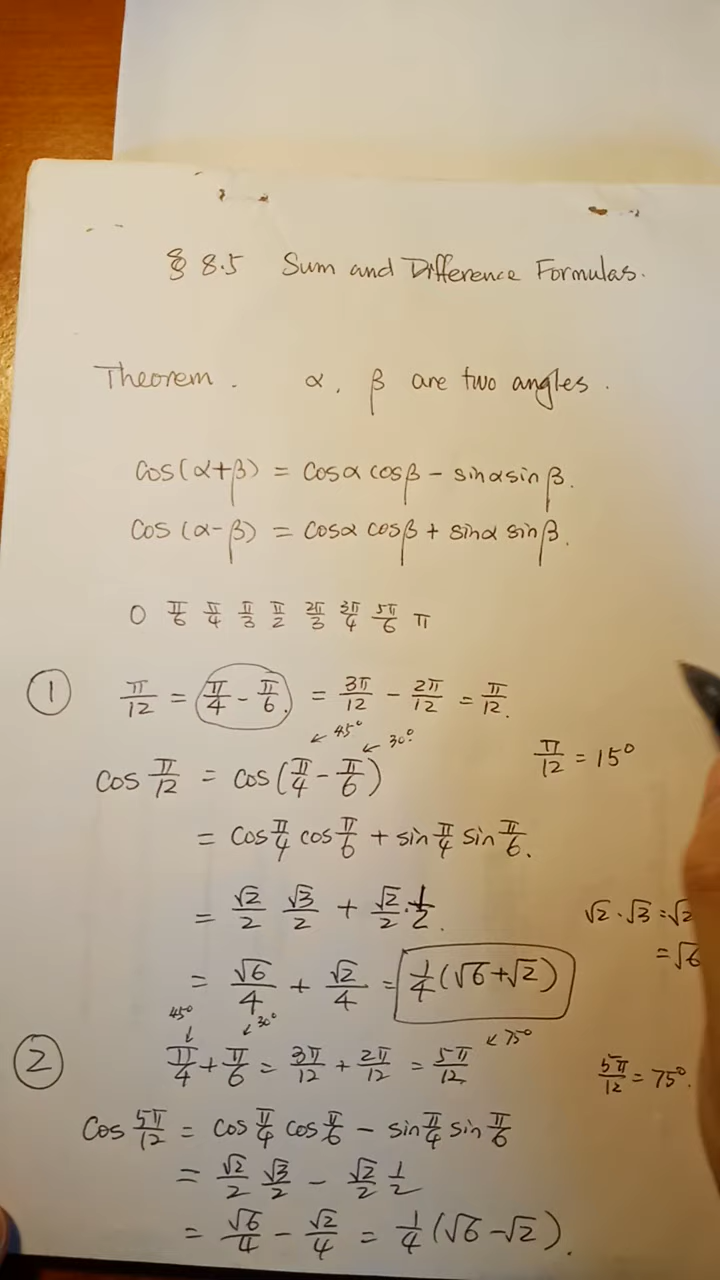 § 8.5 Sum and Difference Formulas.
Theorem. α, β are two angles.
cos(α+β) = cosα cosβ − sinα sinβ.
cos(α−β) = cosα cosβ + sinα sinβ.
0 π/6 π/4 π/3 π/2 2π/3 3π/4 5π/6 π
① π/12 = π/4 − π/6. = 3π/12 − 2π/12 = π/12.
↙ 45° ↙ 30°
cos π/12 = cos(π/4 − π/6)
π/12 = 15°
= cos π/4 cos π/6 + sin π/4 sin π/6.
= √2/2 √3/2 + √2/2 · 1/2.
√2 · √3 = √2
= √6/4 + √2/4 = 1/4(√6+√2)
= √6
45° ↓ ↙ 30°
② π/4 + π/6 = 3π/12 + 2π/12 = 5π/12 ↙ 75°
5π/12 = 75°.
cos 5π/12 = cos π/4 cos π/6 − sin π/4 sin π/6
= √2/2 √3/2 − √2/2 1/2
= √6/4 − √2/4 = 1/4(√6−√2).